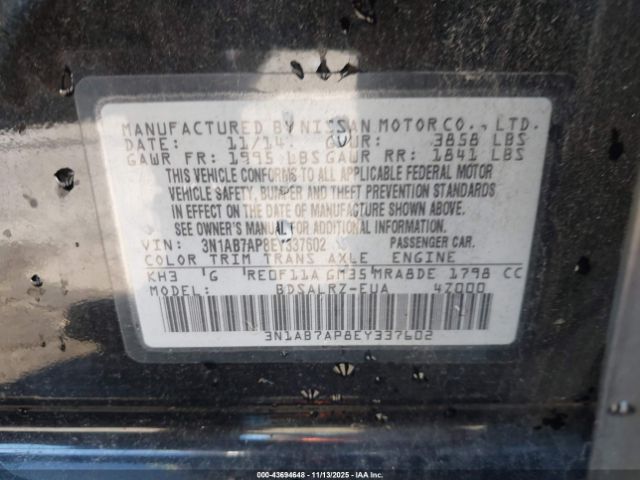 MANUFACTURED BY NISSAN MOTOR CO., LTD.
DATE: 11/14 GVWR: 3858 LBS
GAWR FR: 1995 LBS GAWR RR: 1841 LBS
THIS VEHICLE CONFORMS TO ALL APPLICABLE FEDERAL MOTOR
VEHICLE SAFETY, BUMPER AND THEFT PREVENTION STANDARDS
IN EFFECT ON THE DATE OF MANUFACTURE SHOWN ABOVE.
SEE OWNER'S MANUAL FOR ADDITIONAL INFORMATION.
VIN: 3N1AB7AP8EY337602 PASSENGER CAR.
COLOR TRIM TRANS AXLE ENGINE
KH3 G RE0F11A GM35 MRA8DE 1798 CC
MODEL: BDSALRZ-EUA 4Z000
3N1AB7AP8EY337602
000-43694648 - 11/13/2025 - IAAI, Inc.